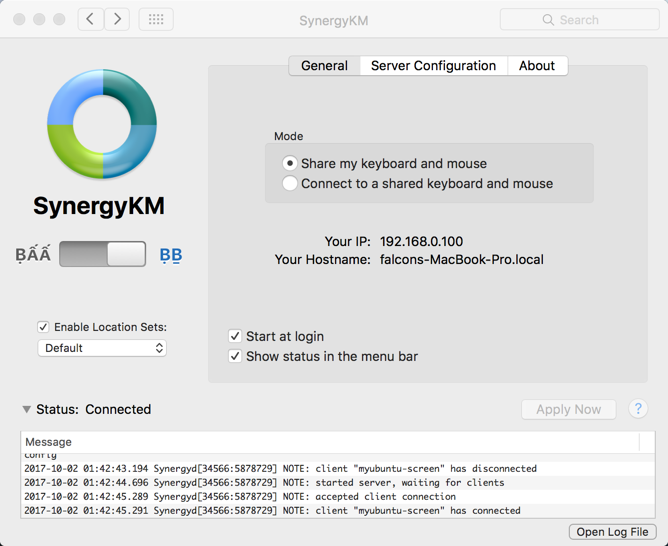 SynergyKM
Search
General
Server Configuration
About
SynergyKM
Mode
Share my keyboard and mouse
Connect to a shared keyboard and mouse
Your IP: 192.168.0.100
Your Hostname: falcons-MacBook-Pro.local
Enable Location Sets:
Default
Start at login
Show status in the menu bar
Status: Connected
Apply Now
?
Message
config
2017-10-02 01:42:43.194 Synergyd[34566:5878729] NOTE: client "myubuntu-screen" has disconnected
2017-10-02 01:42:44.696 Synergyd[34566:5878729] NOTE: started server, waiting for clients
2017-10-02 01:42:45.289 Synergyd[34566:5878729] NOTE: accepted client connection
2017-10-02 01:42:45.291 Synergyd[34566:5878729] NOTE: client "myubuntu-screen" has connected
Open Log File